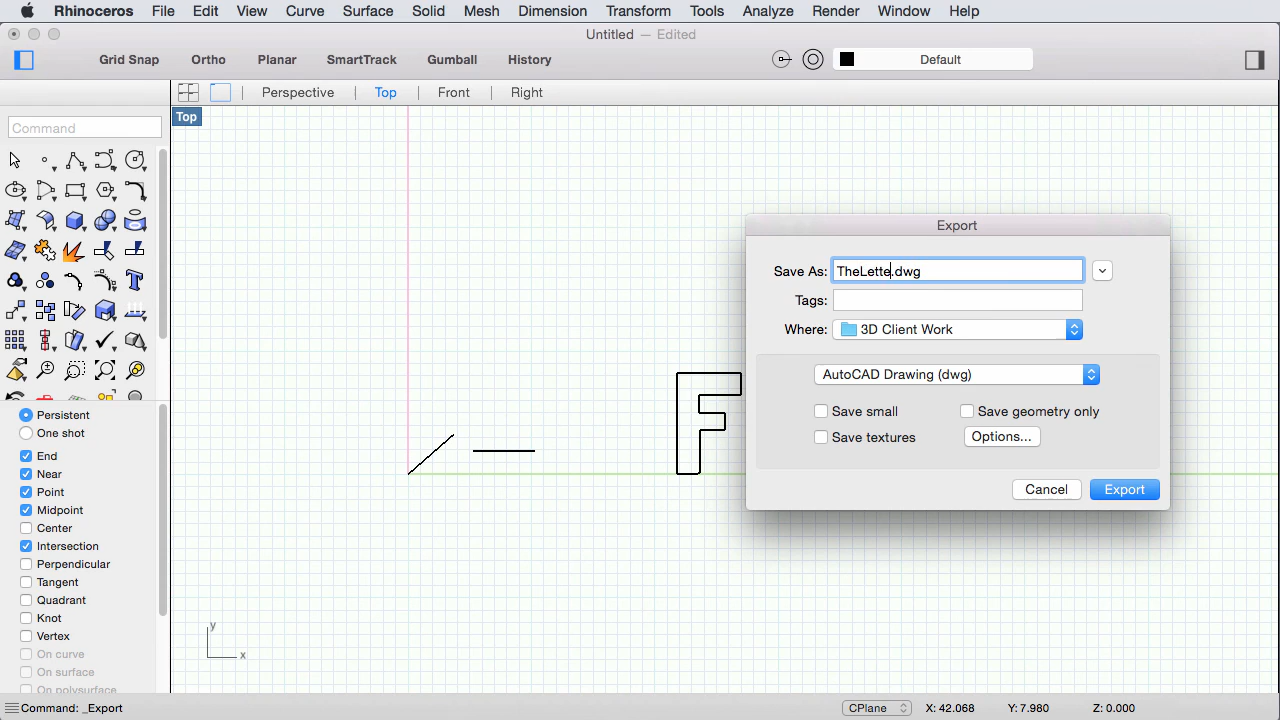 Rhinoceros File Edit View Curve Surface Solid Mesh Dimension Transform Tools Analyze Render Window Help
Untitled — Edited
Grid Snap Ortho Planar SmartTrack Gumball History Default
Perspective Top Front Right
Top
Command
Export
Save As: TheLette.dwg
Tags:
Where: 3D Client Work
AutoCAD Drawing (dwg)
Save small Save geometry only
Save textures Options...
Cancel Export
F
Persistent
One shot
End
Near
Point
Midpoint
Center
Intersection
Perpendicular
Tangent
Quadrant
Knot
Vertex
On curve
On surface
On polysurface
y
x
Command: _Export CPlane X: 42.068 Y: 7.980 Z: 0.000